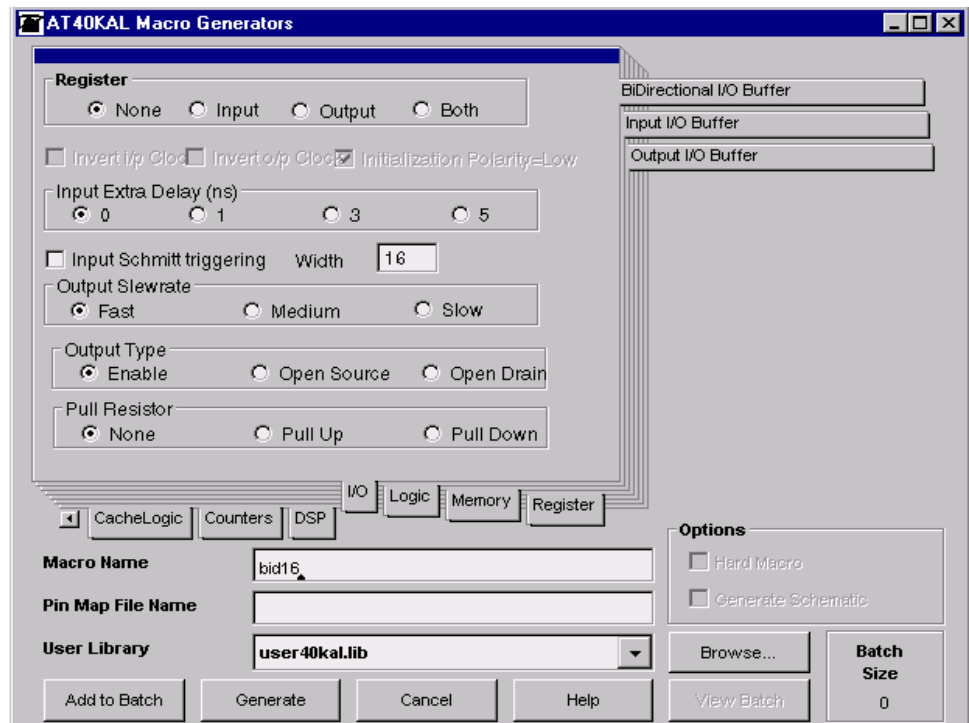 AT40KAL Macro Generators
Register
None Input Output Both
Invert i/p Cloc Invert o/p Cloc Initialization Polarity=Low
Input Extra Delay (ns)
0 1 3 5
Input Schmitt triggering Width 16
Output Slewrate
Fast Medium Slow
Output Type
Enable Open Source Open Drain
Pull Resistor
None Pull Up Pull Down
BiDirectional I/O Buffer
Input I/O Buffer
Output I/O Buffer
CacheLogic Counters DSP I/O Logic Memory Register
Macro Name bid16
Pin Map File Name
User Library user40kal.lib
Options
Hard Macro
Generate Schematic
Browse...
Batch
Size
0
Add to Batch Generate Cancel Help View Batch